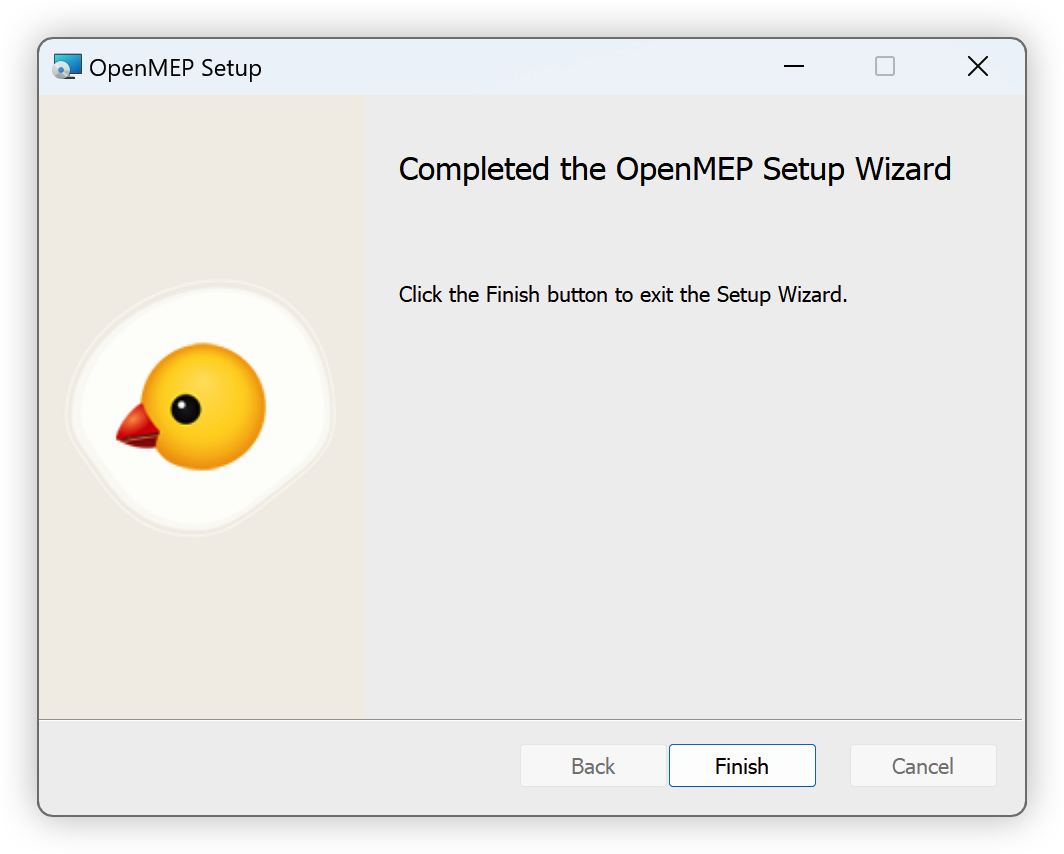 OpenMEP Setup
Completed the OpenMEP Setup Wizard
Click the Finish button to exit the Setup Wizard.
Back
Finish
Cancel